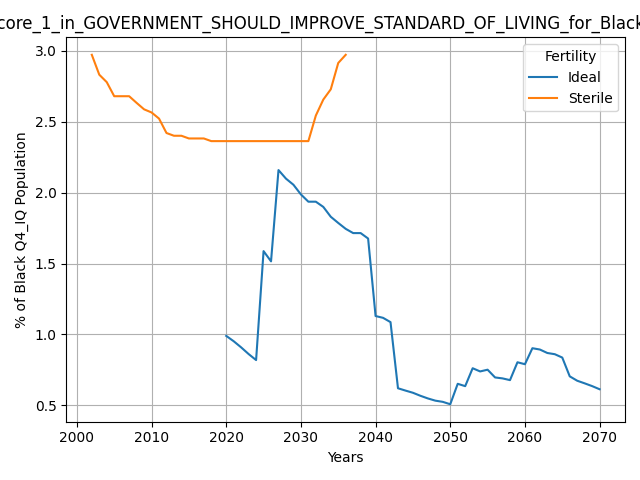 core_1_in_GOVERNMENT_SHOULD_IMPROVE_STANDARD_OF_LIVING_for_Black
3.0
2.5
2.0
1.5
1.0
0.5
% of Black Q4_IQ Population
Fertility
Ideal
Sterile
2000 2010 2020 2030 2040 2050 2060 2070
Years